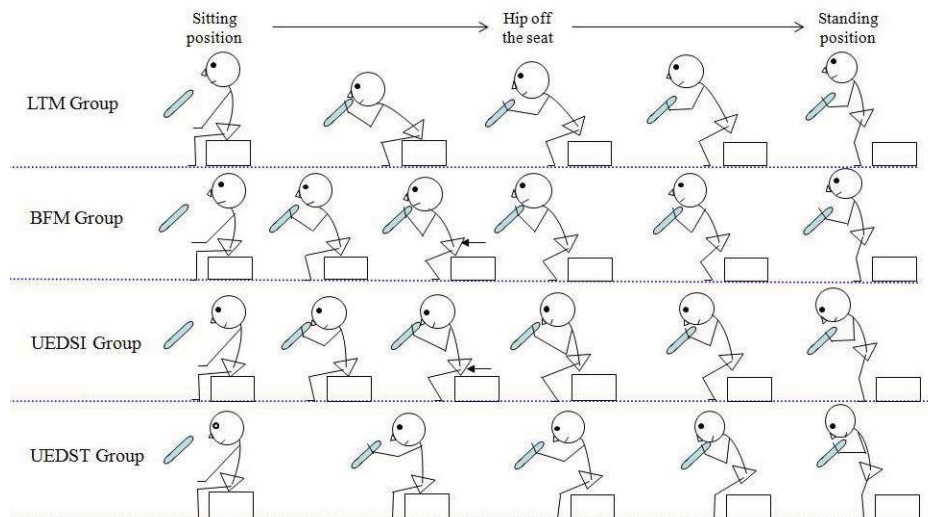 Sitting
position
Hip off
the seat
Standing
position
LTM Group
BFM Group
UEDSI Group
UEDST Group